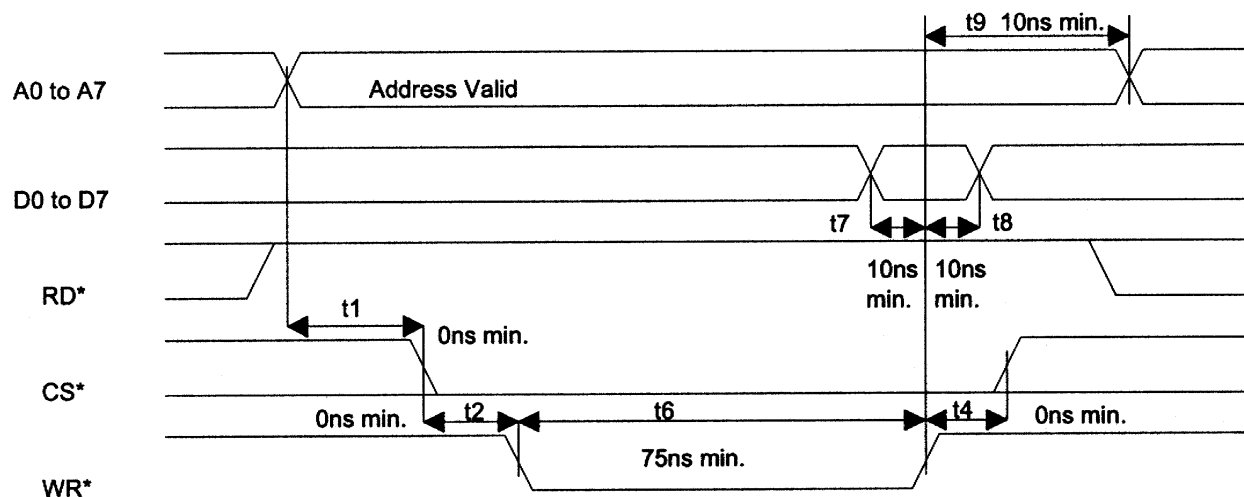 t9 10ns min.
A0 to A7
Address Valid
D0 to D7
t7
t8
10ns
min.
10ns
min.
RD*
t1
0ns min.
CS*
0ns min.
t2
t6
t4
0ns min.
75ns min.
WR*